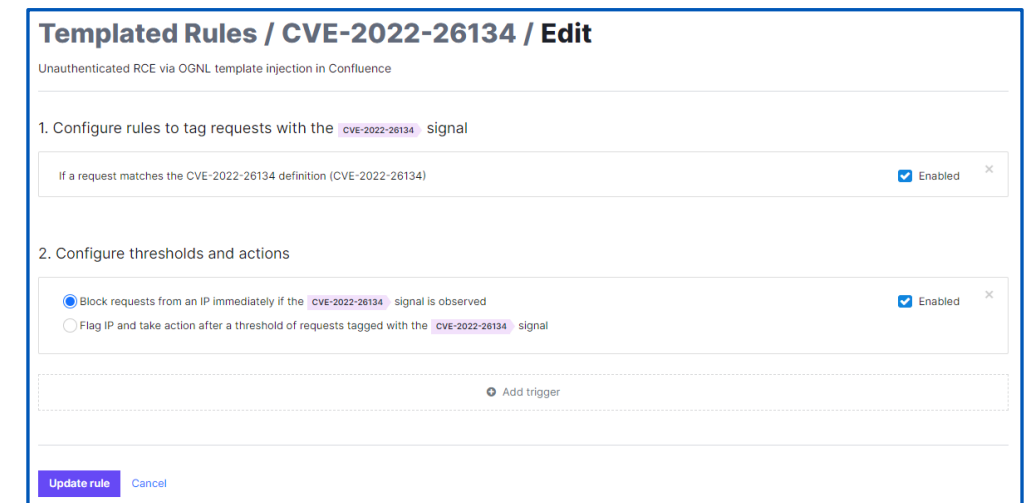 Templated Rules / CVE-2022-26134 / Edit
Unauthenticated RCE via OGNL template injection in Confluence
1. Configure rules to tag requests with the CVE-2022-26134 signal
If a request matches the CVE-2022-26134 definition (CVE-2022-26134) Enabled ×
2. Configure thresholds and actions
Block requests from an IP immediately if the CVE-2022-26134 signal is observed Enabled ×
Flag IP and take action after a threshold of requests tagged with the CVE-2022-26134 signal
Add trigger
Update rule Cancel